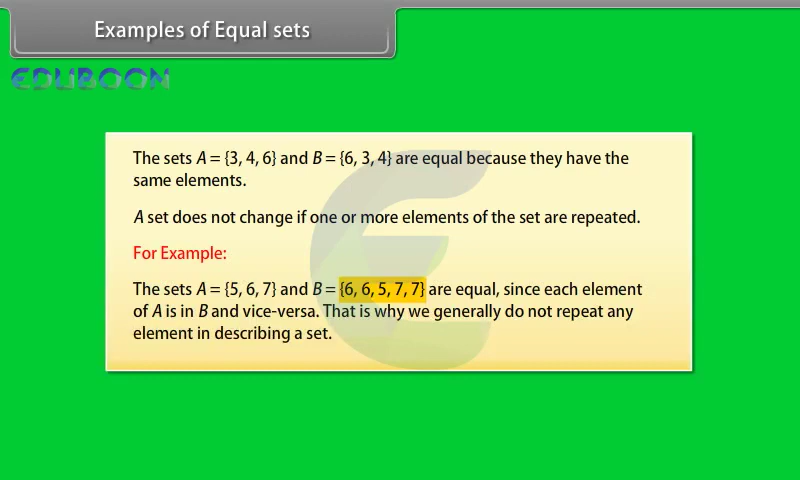 Examples of Equal sets
EDUBOON
The sets A = {3, 4, 6} and B = {6, 3, 4} are equal because they have the
same elements.
A set does not change if one or more elements of the set are repeated.
For Example:
The sets A = {5, 6, 7} and B = {6, 6, 5, 7, 7} are equal, since each element
of A is in B and vice-versa. That is why we generally do not repeat any
element in describing a set.